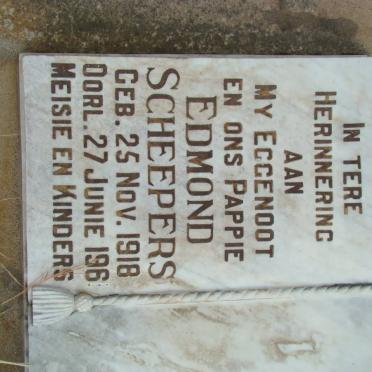 IN TERE
HERINNERING
AAN
MY EGGENOOT
EN ONS PAPPIE
EDMOND
SCHEEPERS
GEB. 25 NOV. 1918
OORL. 27 JUNIE 196
MEISIE EN KINDERS